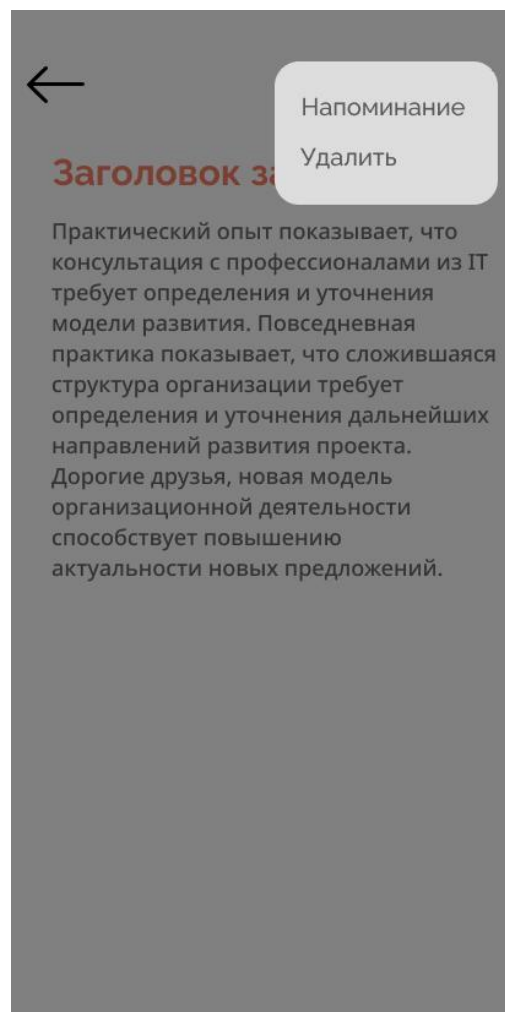 Напоминание
Удалить
Заголовок
Практический опыт показывает, что
консультация с профессионалами из IT
требует определения и уточнения
модели развития. Повседневная
практика показывает, что сложившаяся
структура организации требует
определения и уточнения дальнейших
направлений развития проекта.
Дорогие друзья, новая модель
организационной деятельности
способствует повышению
актуальности новых предложений.